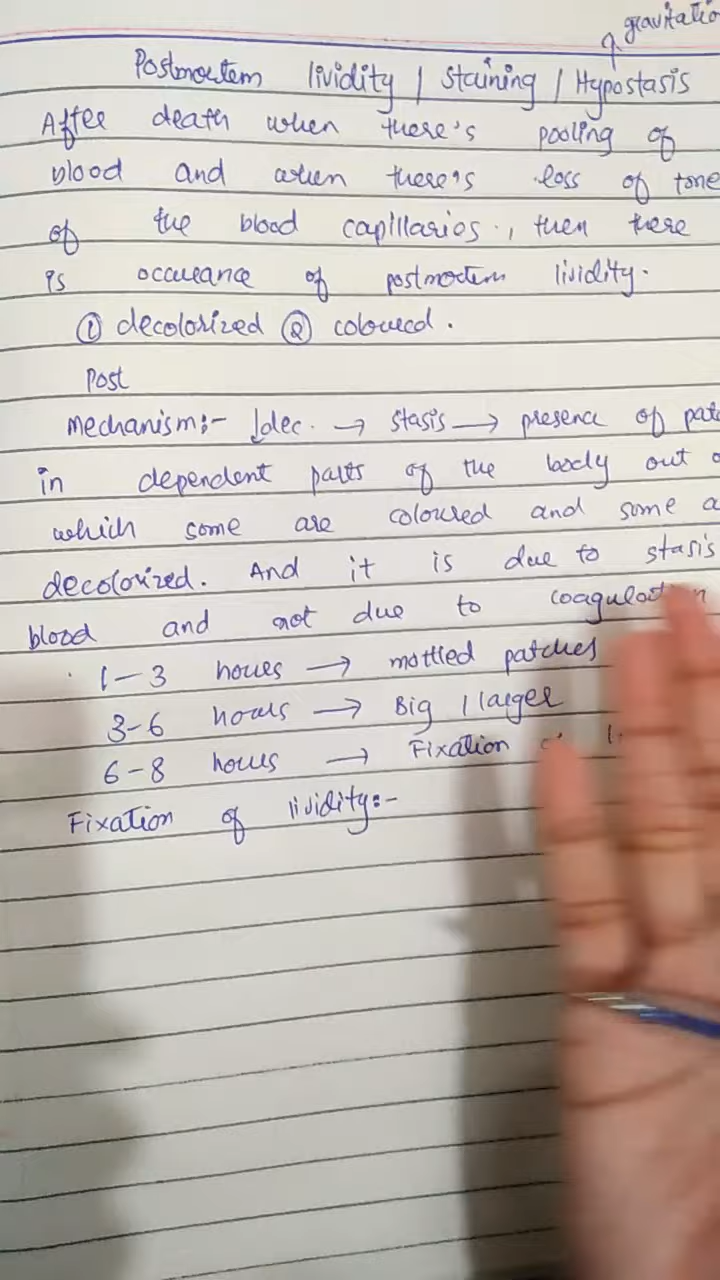 gravitatio
Postmortem lividity / Staining / Hypostasis
After death when there's pooling of
blood and when there's loss of tone
of the blood capillaries, then there
is occurance of postmortem lividity.
① decolorized ② coloured.
Post
Mechanism:- ↓dec. → stasis → presence of pat
in dependent parts of the body out
which some are coloured and some a
decolorized. And it is due to stasis
blood and not due to
1-3 hours → mottled patches
3-6 hours → Big / larger
6-8 hours → Fixation
Fixation of lividity:-